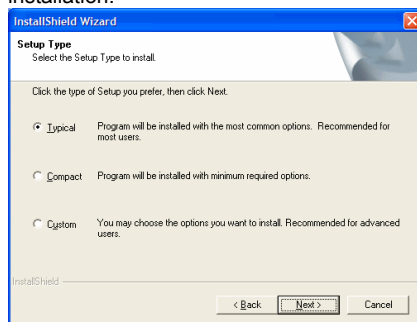 installation.
InstallShield Wizard
Setup Type
Select the Setup Type to install.
Click the type of Setup you prefer, then click Next.
Typical Program will be installed with the most common options. Recommended for
most users.
Compact Program will be installed with minimum required options.
Custom You may choose the options you want to install. Recommended for advanced
users.
InstallShield
< Back Next > Cancel